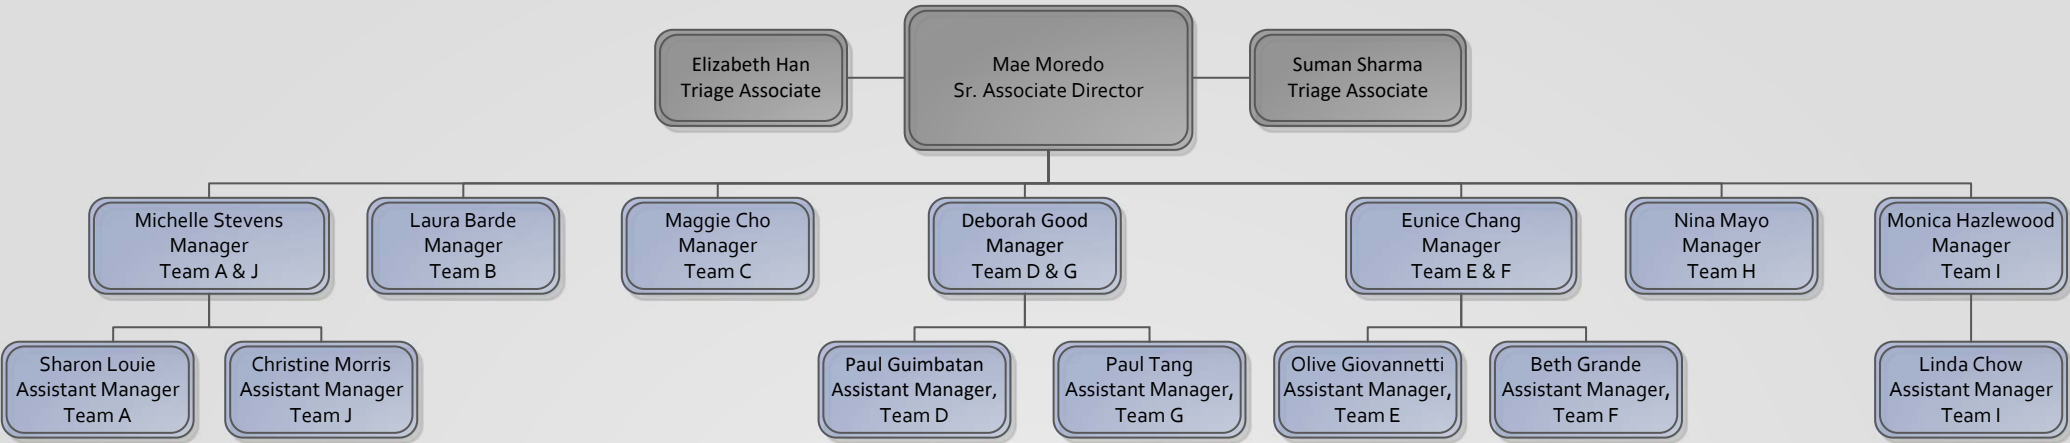 Elizabeth Han
Triage Associate
Mae Moredo
Sr. Associate Director
Suman Sharma
Triage Associate
Michelle Stevens
Manager
Team A & J
Laura Barde
Manager
Team B
Maggie Cho
Manager
Team C
Deborah Good
Manager
Team D & G
Eunice Chang
Manager
Team E & F
Nina Mayo
Manager
Team H
Monica Hazlewood
Manager
Team I
Sharon Louie
Assistant Manager
Team A
Christine Morris
Assistant Manager
Team J
Paul Guimbatan
Assistant Manager,
Team D
Paul Tang
Assistant Manager,
Team G
Olive Giovannetti
Assistant Manager,
Team E
Beth Grande
Assistant Manager,
Team F
Linda Chow
Assistant Manager
Team I